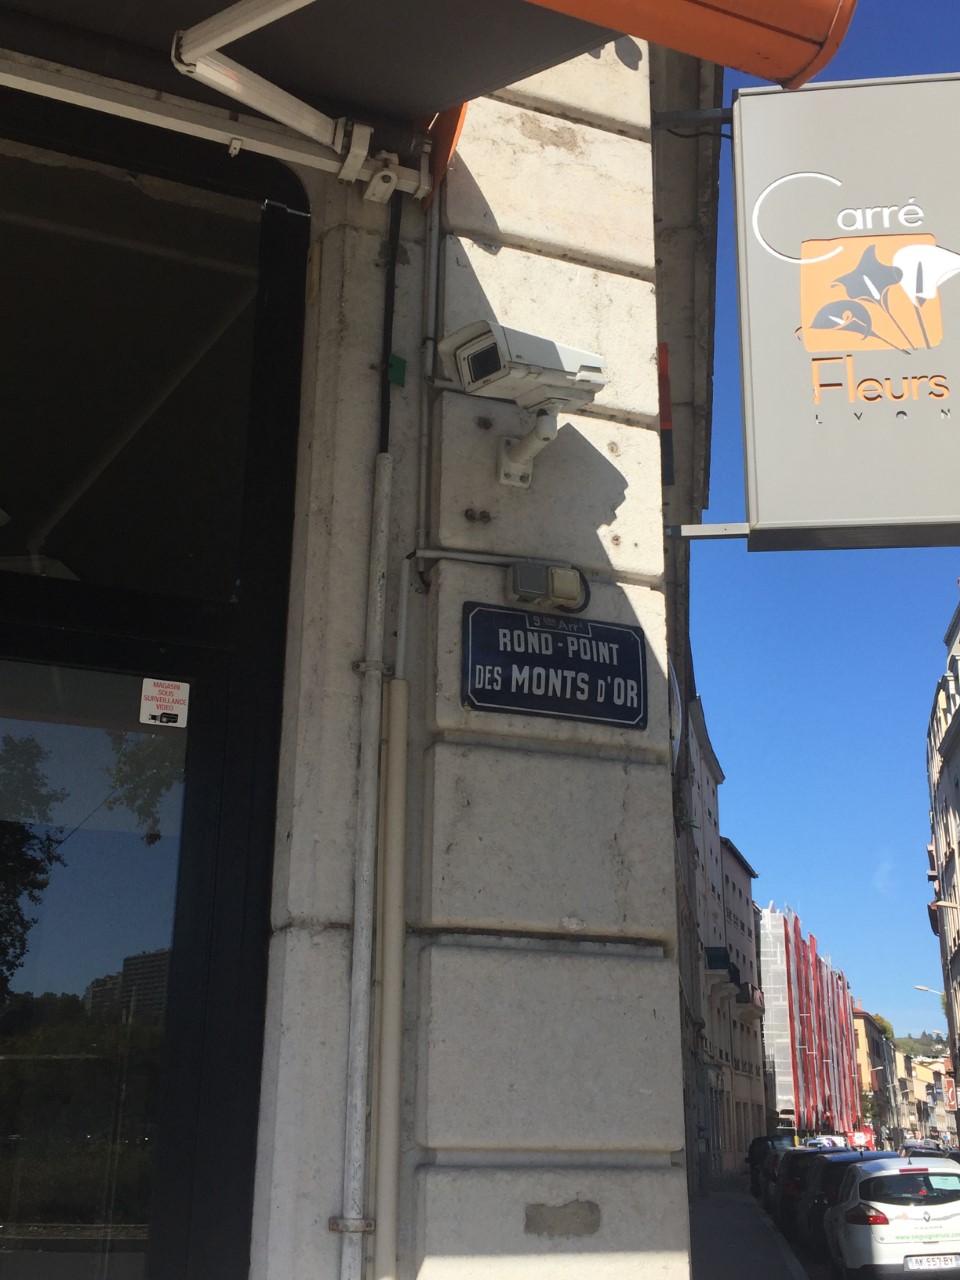 Carré
Fleurs
LYON
9ème Arrt
ROND-POINT
DES MONTS D'OR
MAGASIN
SOUS
SURVEILLANCE
VIDEO